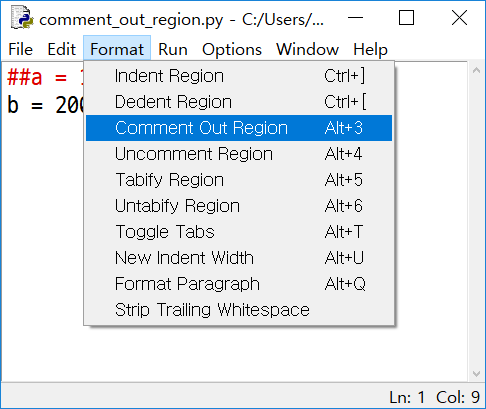 comment_out_region.py - C:/Users/...
File Edit Format Run Options Window Help
##a =
b = 200
Indent Region Ctrl+]
Dedent Region Ctrl+[
Comment Out Region Alt+3
Uncomment Region Alt+4
Tabify Region Alt+5
Untabify Region Alt+6
Toggle Tabs Alt+T
New Indent Width Alt+U
Format Paragraph Alt+Q
Strip Trailing Whitespace
Ln: 1 Col: 9